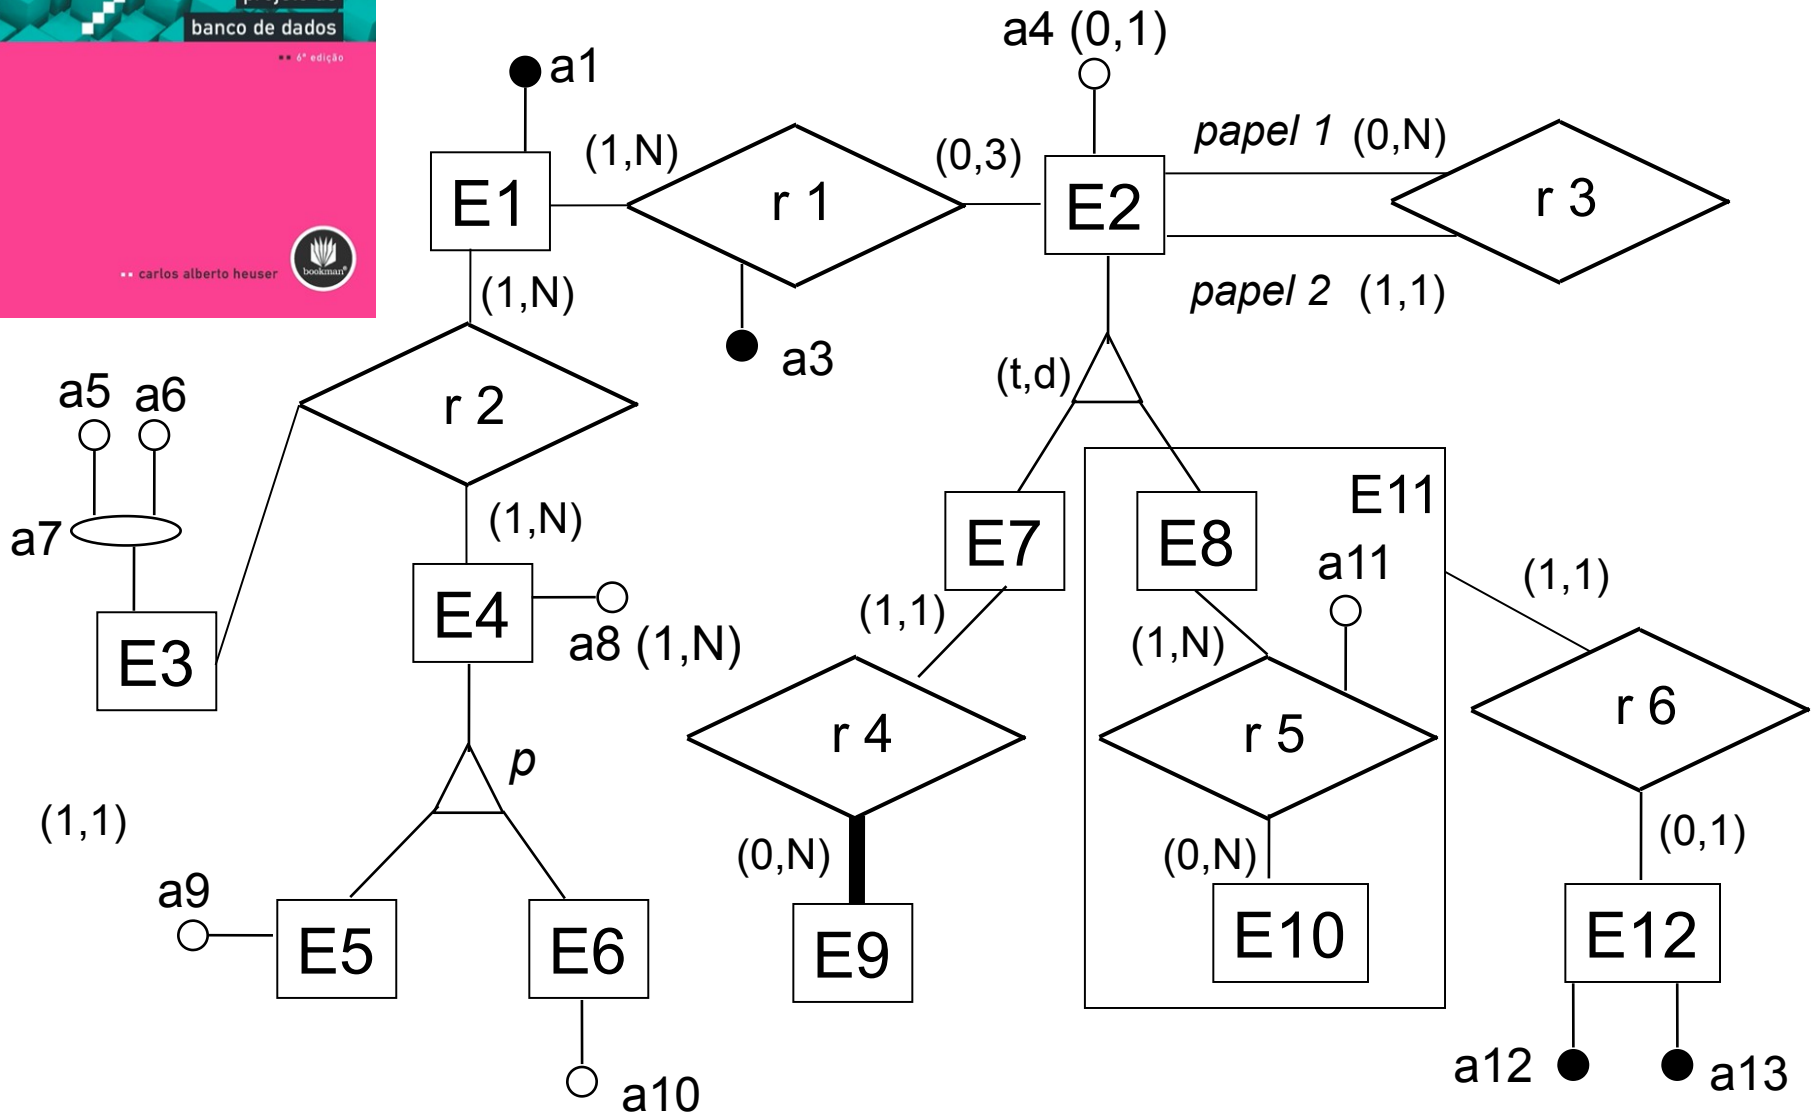 projeto de
banco de dados
6ª edição
carlos alberto heuser
bookman®
a1
a4 (0,1)
(1,N)
(0,3)
papel 1 (0,N)
E1
r 1
E2
r 3
(1,N)
papel 2 (1,1)
a3
(t,d)
a5
a6
r 2
a7
(1,N)
E7
E8
E11
a11
E3
E4
a8 (1,N)
(1,1)
(1,N)
(1,1)
p
r 4
r 5
r 6
(1,1)
(0,N)
(0,N)
(0,1)
a9
E5
E6
E9
E10
E12
a10
a12
a13